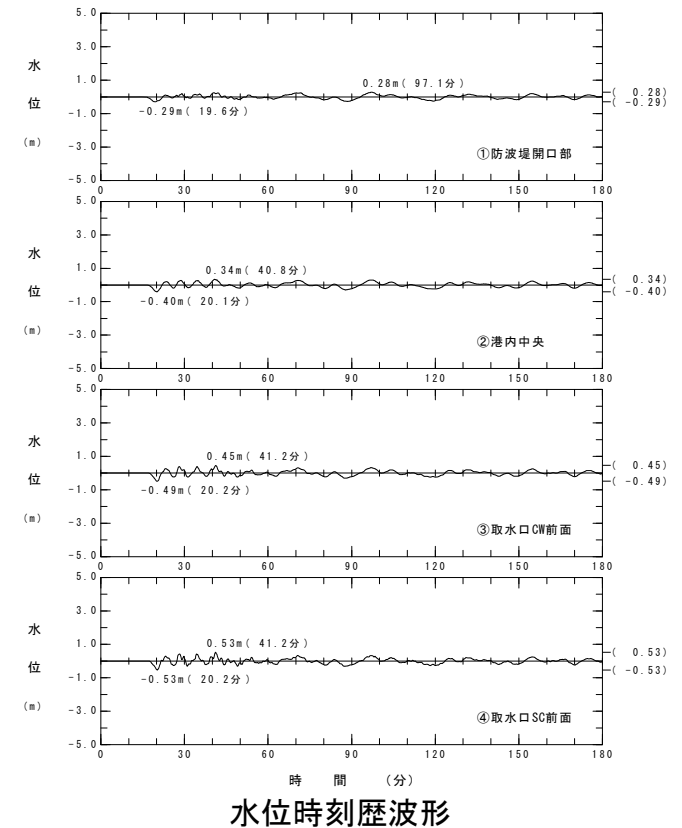 5.0
3.0
水
1.0
0.28m( 97.1分)
( 0.28)
位
( -0.29)
-1.0
-0.29m( 19.6分)
(m)
-3.0
①防波堤開口部
-5.0
0 30 60 90 120 150 180
5.0
3.0
水
1.0
0.34m( 40.8分)
( 0.34)
位
( -0.40)
-1.0
-0.40m( 20.1分)
(m)
-3.0
②港内中央
-5.0
0 30 60 90 120 150 180
5.0
3.0
水
1.0
0.45m( 41.2分)
( 0.45)
位
( -0.49)
-1.0
-0.49m( 20.2分)
(m)
-3.0
③取水口CW前面
-5.0
0 30 60 90 120 150 180
5.0
3.0
水
1.0
0.53m( 41.2分)
( 0.53)
位
( -0.53)
-1.0
-0.53m( 20.2分)
(m)
-3.0
④取水口SC前面
-5.0
0 30 60 90 120 150 180
時 間 (分)
水位時刻歴波形